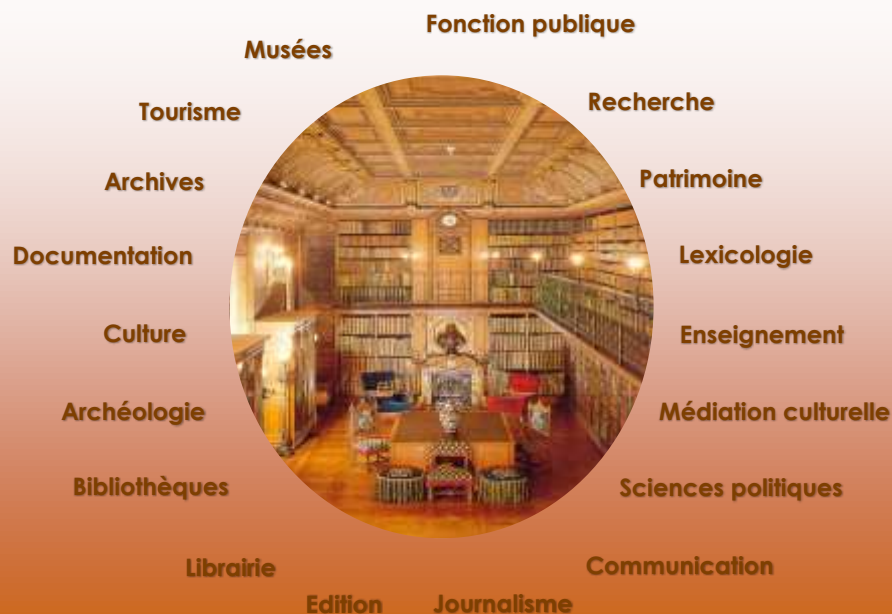 Fonction publique
Musées
Recherche
Tourisme
Patrimoine
Archives
Lexicologie
Documentation
Enseignement
Culture
Médiation culturelle
Archéologie
Sciences politiques
Bibliothèques
Communication
Librairie
Edition
Journalisme